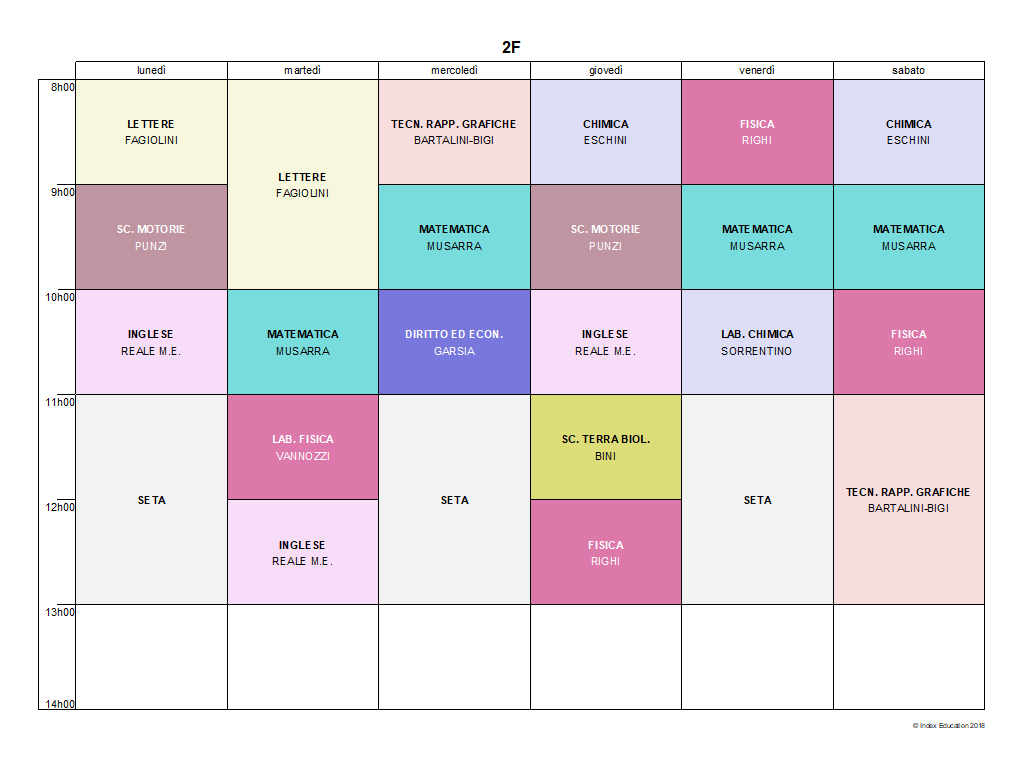 2F
lunedì martedì mercoledì giovedì venerdì sabato
8h00
LETTERE
FAGIOLINI
LETTERE
FAGIOLINI
TECN. RAPP. GRAFICHE
BARTALINI-BIGI
CHIMICA
ESCHINI
FISICA
RIGHI
CHIMICA
ESCHINI
9h00
SC. MOTORIE
PUNZI
MATEMATICA
MUSARRA
SC. MOTORIE
PUNZI
MATEMATICA
MUSARRA
MATEMATICA
MUSARRA
10h00
INGLESE
REALE M.E.
MATEMATICA
MUSARRA
DIRITTO ED ECON.
GARSIA
INGLESE
REALE M.E.
LAB. CHIMICA
SORRENTINO
FISICA
RIGHI
11h00
SETA
LAB. FISICA
VANNOZZI
SETA
SC. TERRA BIOL.
BINI
SETA
TECN. RAPP. GRAFICHE
BARTALINI-BIGI
12h00
INGLESE
REALE M.E.
FISICA
RIGHI
13h00
14h00
© Index Education 2018